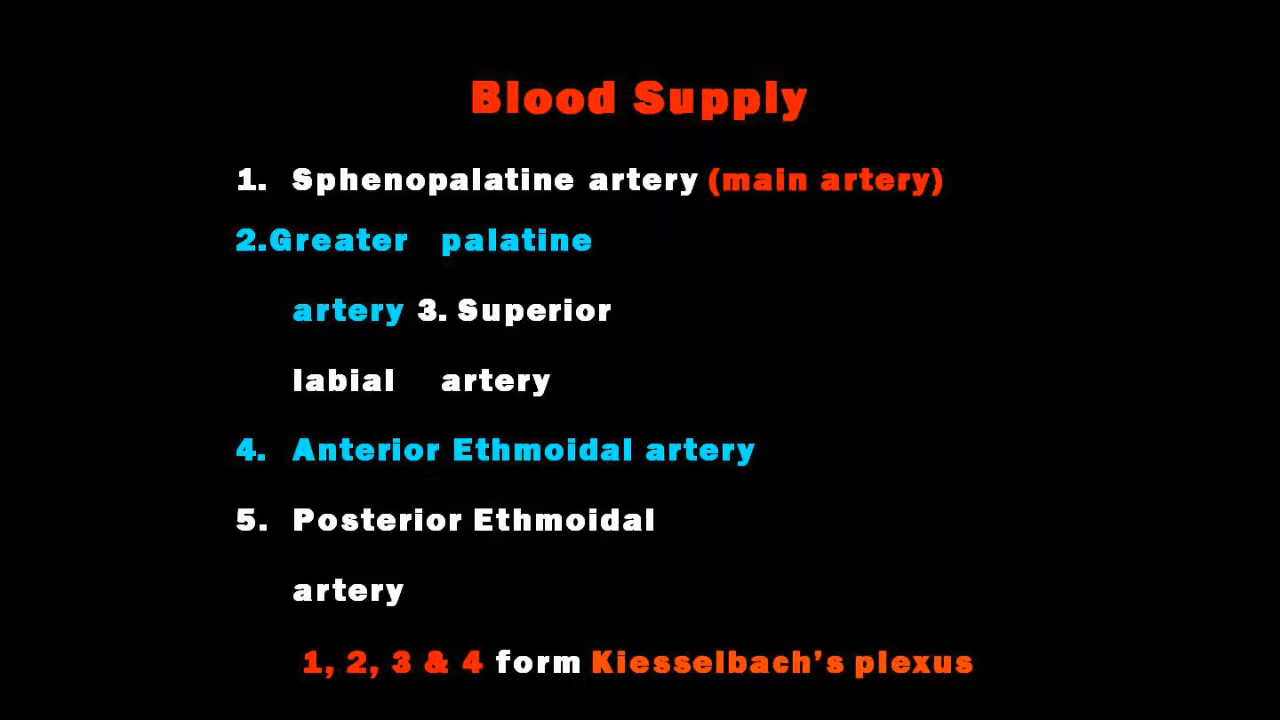 Blood Supply
1. Sphenopalatine artery (main artery)
2.Greater palatine
artery 3. Superior
labial artery
4. Anterior Ethmoidal artery
5. Posterior Ethmoidal
artery
1, 2, 3 & 4 form Kiesselbach's plexus